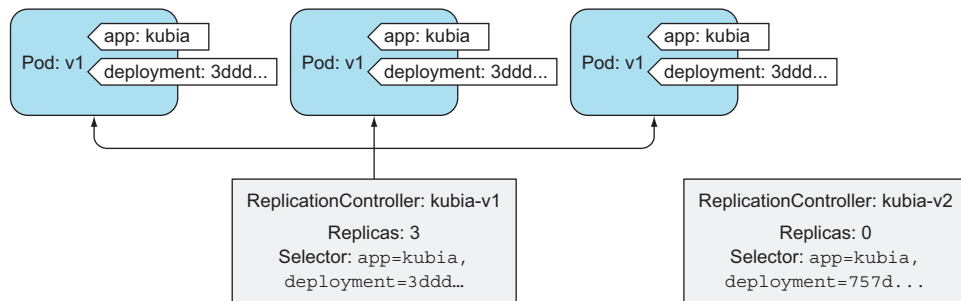 app: kubia
Pod: v1
deployment: 3ddd...
app: kubia
Pod: v1
deployment: 3ddd...
app: kubia
Pod: v1
deployment: 3ddd...
ReplicationController: kubia-v1
Replicas: 3
Selector: app=kubia,
deployment=3ddd…
ReplicationController: kubia-v2
Replicas: 0
Selector: app=kubia,
deployment=757d...